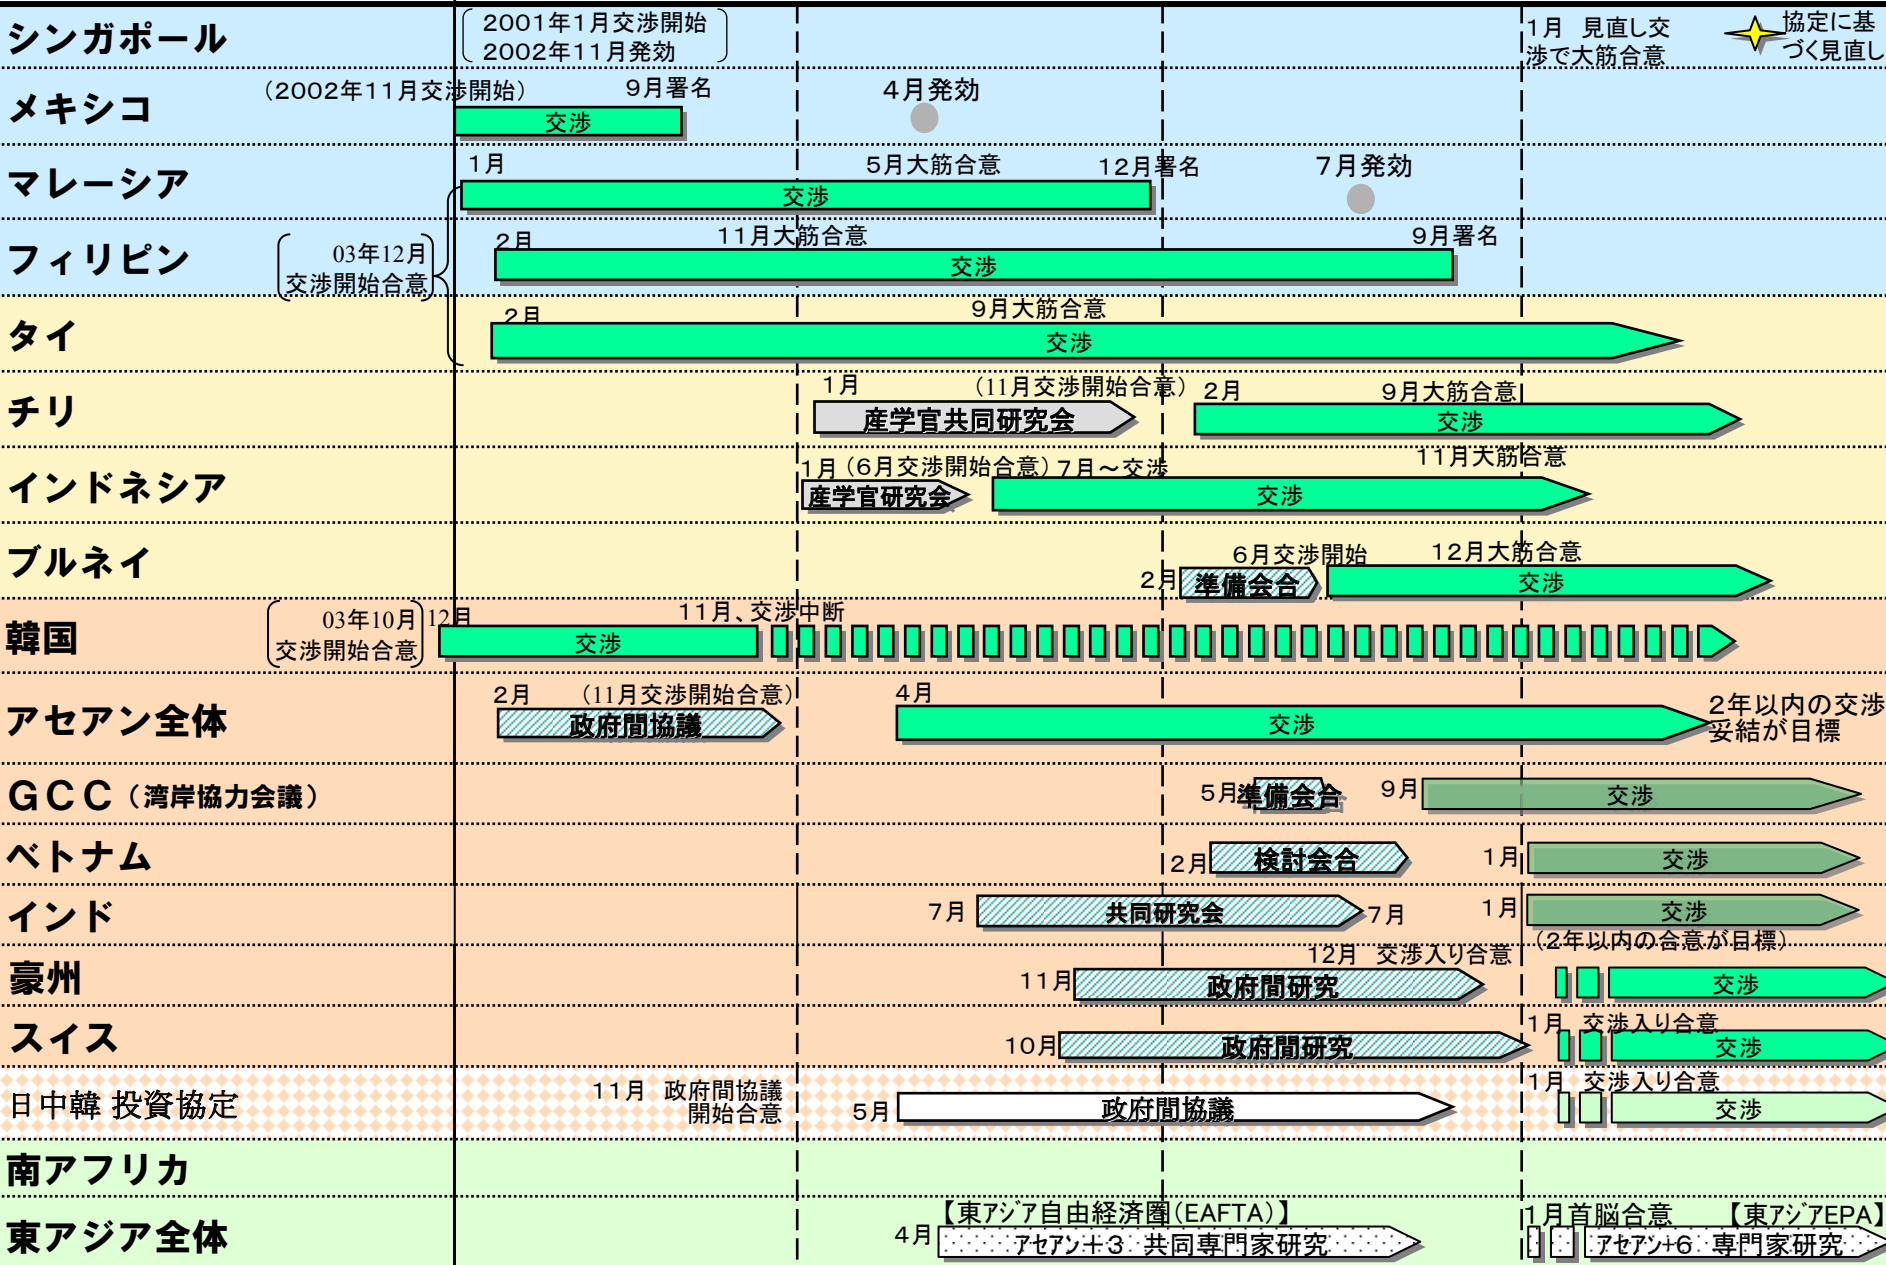 シンガポール
2001年1月交渉開始
2002年11月発効
1月 見直し交
渉で大筋合意
協定に基
づく見直し
メキシコ
（2002年11月交渉開始）
9月署名
交渉
4月発効
マレーシア
1月
5月大筋合意
12月署名
交渉
7月発効
フィリピン
03年12月
交渉開始合意
2月
11月大筋合意
9月署名
交渉
タイ
2月
9月大筋合意
交渉
チリ
1月
（11月交渉開始合意）
産学官共同研究会
2月
9月大筋合意
交渉
インドネシア
1月
（6月交渉開始合意）
産学官研究会
7月～交渉
11月大筋合意
交渉
ブルネイ
2月
準備会合
6月交渉開始
12月大筋合意
交渉
韓国
03年10月
交渉開始合意
12月
交渉
11月、交渉中断
アセアン全体
2月
（11月交渉開始合意）
政府間協議
4月
交渉
2年以内の交渉
妥結が目標
ＧＣＣ（湾岸協力会議）
5月
準備会合
9月
交渉
ベトナム
2月
検討会合
1月
交渉
インド
7月
共同研究会
7月
1月
交渉
（2年以内の合意が目標）
豪州
11月
政府間研究
12月 交渉入り合意
交渉
スイス
10月
政府間研究
1月 交渉入り合意
交渉
日中韓 投資協定
11月 政府間協議
開始合意
5月
政府間協議
1月 交渉入り合意
交渉
南アフリカ
東アジア全体
【東アジア自由経済圏（EAFTA）】
4月
アセアン＋3 共同専門家研究
1月首脳合意
【東アジアEPA】
アセアン+6 専門家研究